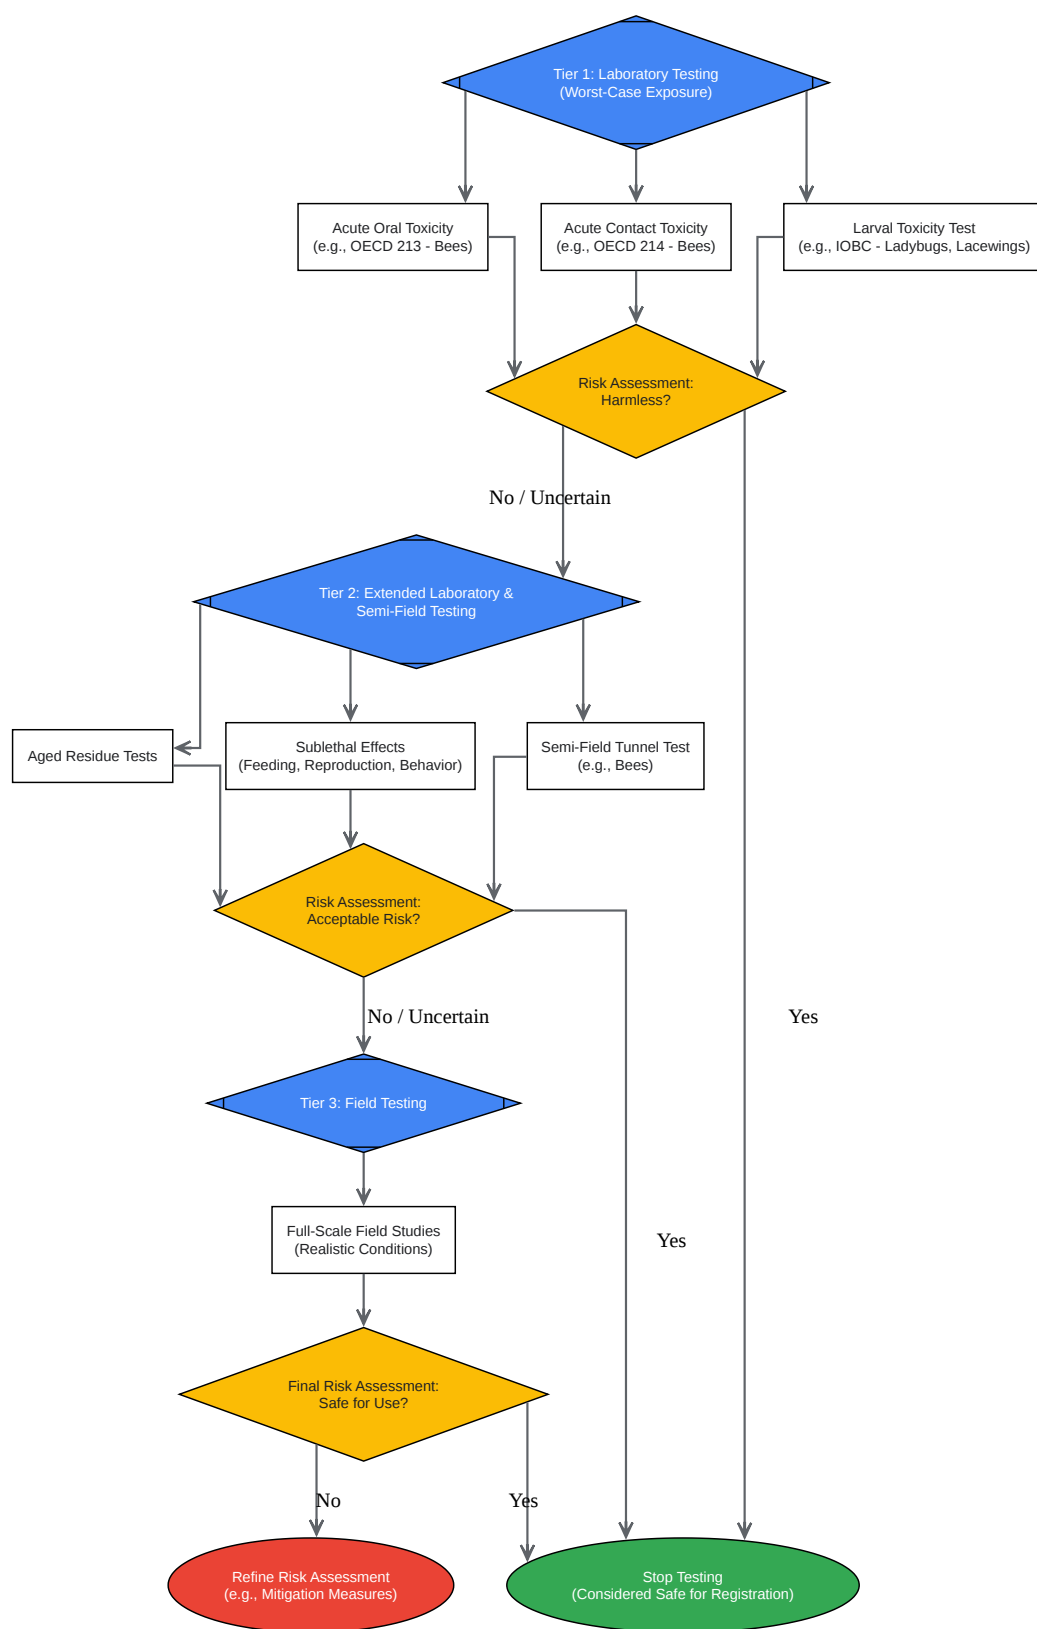 Tier 1: Laboratory Testing
(Worst-Case Exposure)
Acute Oral Toxicity
(e.g., OECD 213 - Bees)
Acute Contact Toxicity
(e.g., OECD 214 - Bees)
Larval Toxicity Test
(e.g., IOBC - Ladybugs, Lacewings)
Risk Assessment:
Harmless?
No / Uncertain
Tier 2: Extended Laboratory &
Semi-Field Testing
Aged Residue Tests
Sublethal Effects
(Feeding, Reproduction, Behavior)
Semi-Field Tunnel Test
(e.g., Bees)
Risk Assessment:
Acceptable Risk?
No / Uncertain
Yes
Tier 3: Field Testing
Full-Scale Field Studies
(Realistic Conditions)
Yes
Final Risk Assessment:
Safe for Use?
No
Yes
Refine Risk Assessment
(e.g., Mitigation Measures)
Stop Testing
(Considered Safe for Registration)